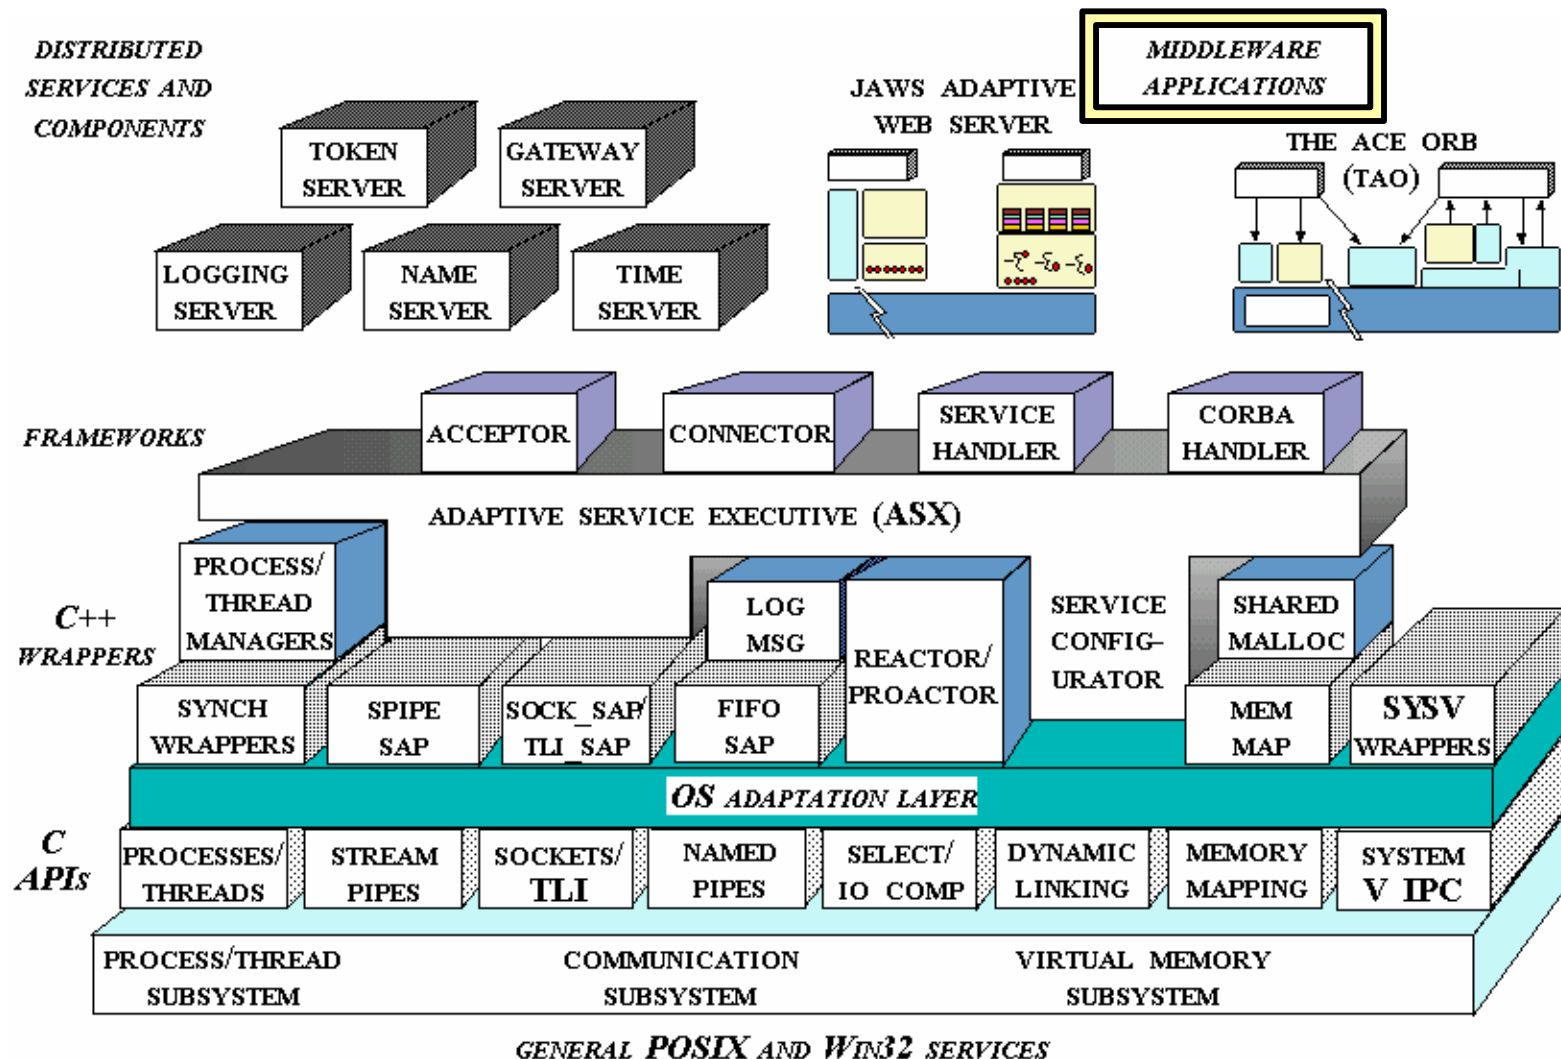 DISTRIBUTED
SERVICES AND
COMPONENTS
MIDDLEWARE
APPLICATIONS
JAWS ADAPTIVE
WEB SERVER
THE ACE ORB
(TAO)
TOKEN
SERVER
GATEWAY
SERVER
LOGGING
SERVER
NAME
SERVER
TIME
SERVER
FRAMEWORKS
ACCEPTOR
CONNECTOR
SERVICE
HANDLER
CORBA
HANDLER
ADAPTIVE SERVICE EXECUTIVE (ASX)
C++
WRAPPERS
PROCESS/
THREAD
MANAGERS
LOG
MSG
REACTOR/
PROACTOR
SERVICE
CONFIG-
URATOR
SHARED
MALLOC
SYNCH
WRAPPERS
SPIPE
SAP
SOCK_SAP/
TLI_SAP
FIFO
SAP
MEM
MAP
SYSV
WRAPPERS
OS ADAPTATION LAYER
C
APIs
PROCESSES/
THREADS
STREAM
PIPES
SOCKETS/
TLI
NAMED
PIPES
SELECT/
IO COMP
DYNAMIC
LINKING
MEMORY
MAPPING
SYSTEM
V IPC
PROCESS/THREAD
SUBSYSTEM
COMMUNICATION
SUBSYSTEM
VIRTUAL MEMORY
SUBSYSTEM
GENERAL POSIX AND WIN32 SERVICES